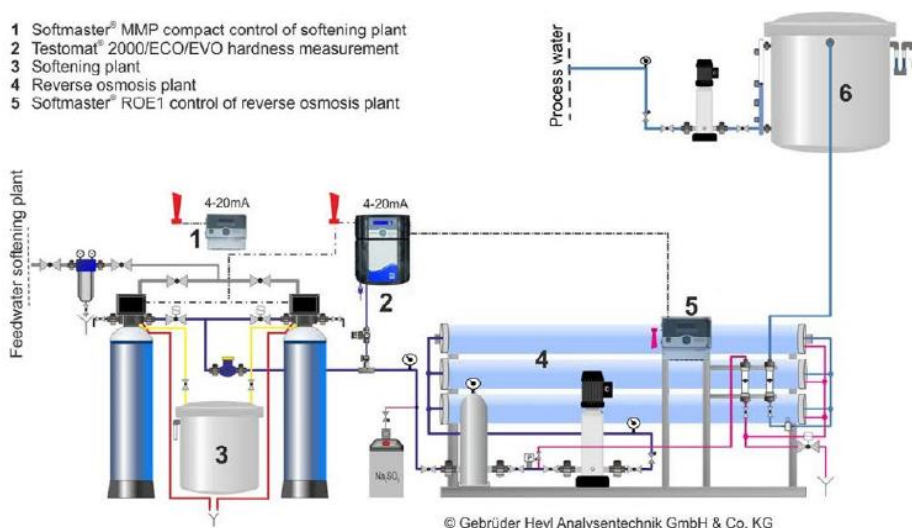 1 Softmaster® MMP compact control of softening plant
2 Testomat® 2000/ECO/EVO hardness measurement
3 Softening plant
4 Reverse osmosis plant
5 Softmaster® ROE1 control of reverse osmosis plant
Process water
6
Feedwater softening plant
4-20mA
1
4-20mA
2
5
4
3
Na₂SO₃
P
© Gebrüder Heyl Analysentechnik GmbH & Co. KG